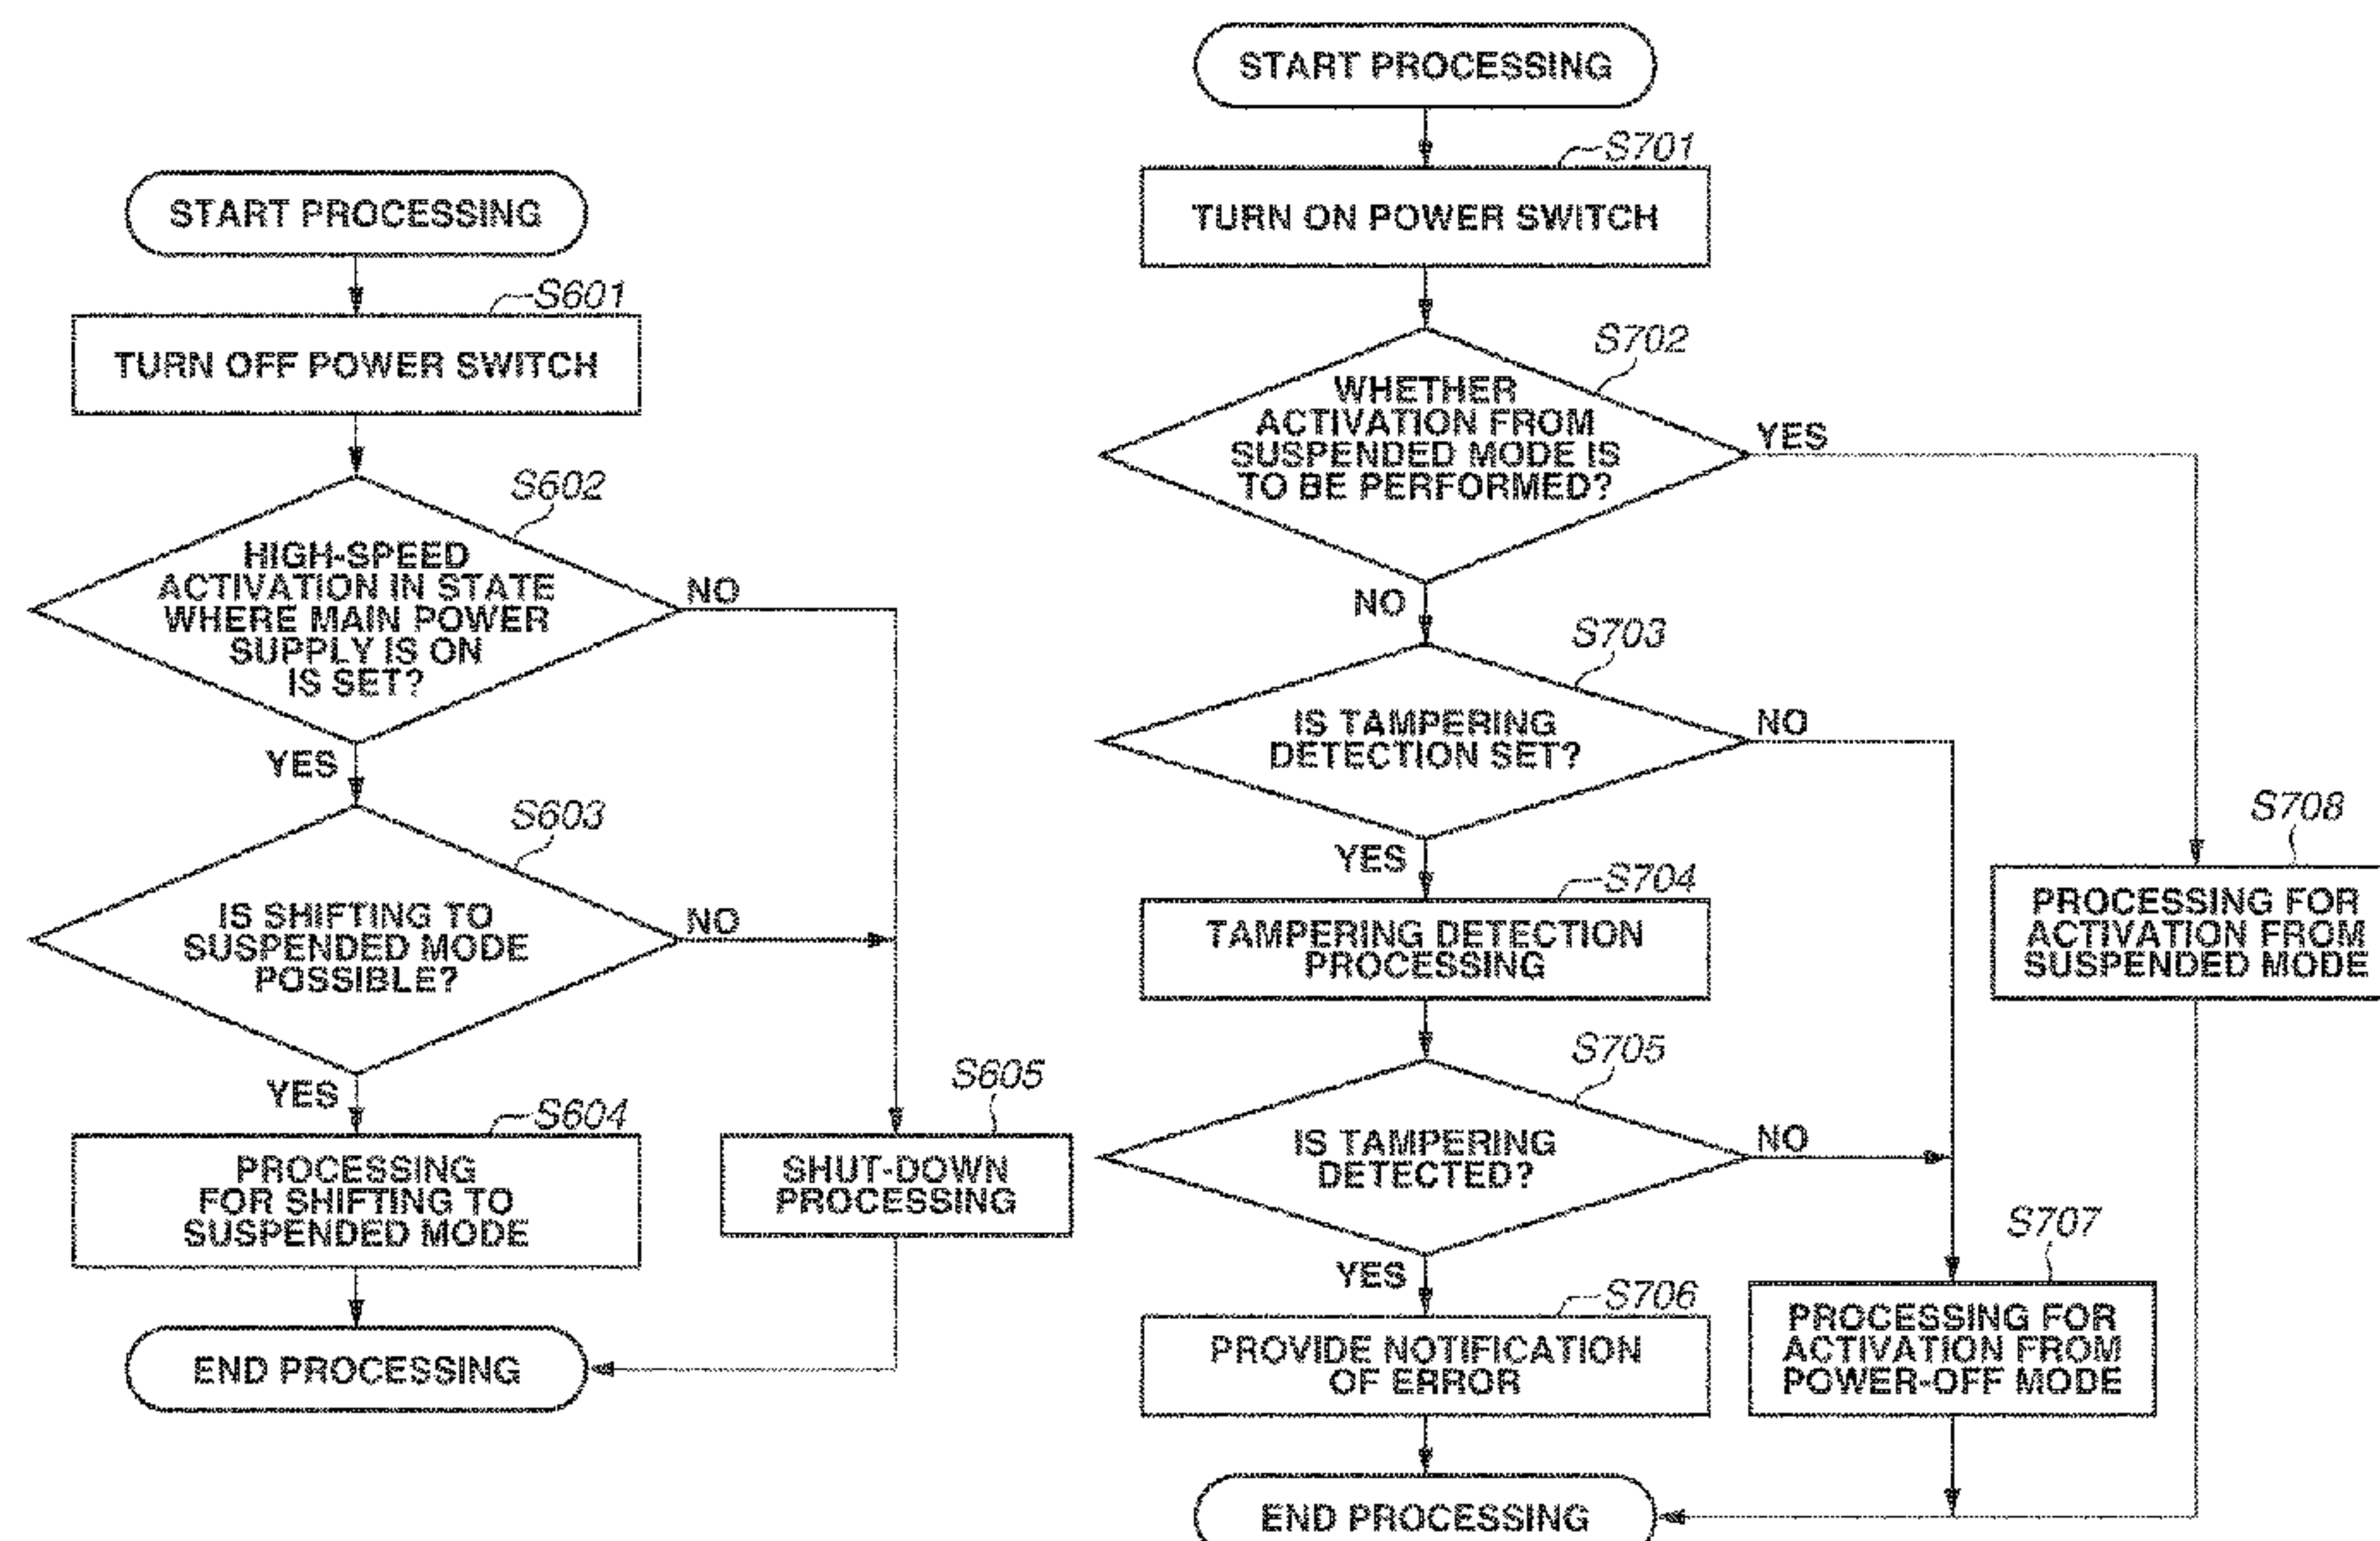 START PROCESSING
S601
TURN OFF POWER SWITCH
S602
HIGH-SPEED
ACTIVATION IN STATE
WHERE MAIN POWER
SUPPLY IS ON
IS SET?
NO
YES
S603
IS SHIFTING TO
SUSPENDED MODE
POSSIBLE?
NO
YES
S604
PROCESSING
FOR SHIFTING TO
SUSPENDED MODE
S605
SHUT-DOWN
PROCESSING
END PROCESSING
START PROCESSING
S701
TURN ON POWER SWITCH
S702
WHETHER
ACTIVATION FROM
SUSPENDED MODE IS
TO BE PERFORMED?
YES
NO
S703
IS TAMPERING
DETECTION SET?
NO
YES
S704
TAMPERING DETECTION
PROCESSING
S705
IS TAMPERING
DETECTED?
NO
YES
S706
PROVIDE NOTIFICATION
OF ERROR
S707
PROCESSING FOR
ACTIVATION FROM
POWER-OFF MODE
S708
PROCESSING FOR
ACTIVATION FROM
SUSPENDED MODE
END PROCESSING